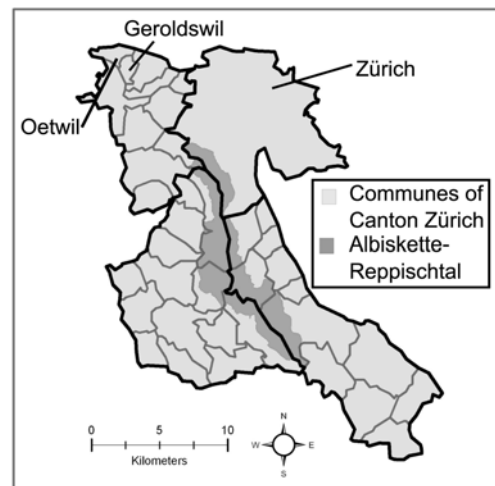 Geroldswil
Zürich
Oetwil
Communes of
Canton Zürich
Albiskette-
Reppischtal
0 5 10
Kilometers
N
W E
S